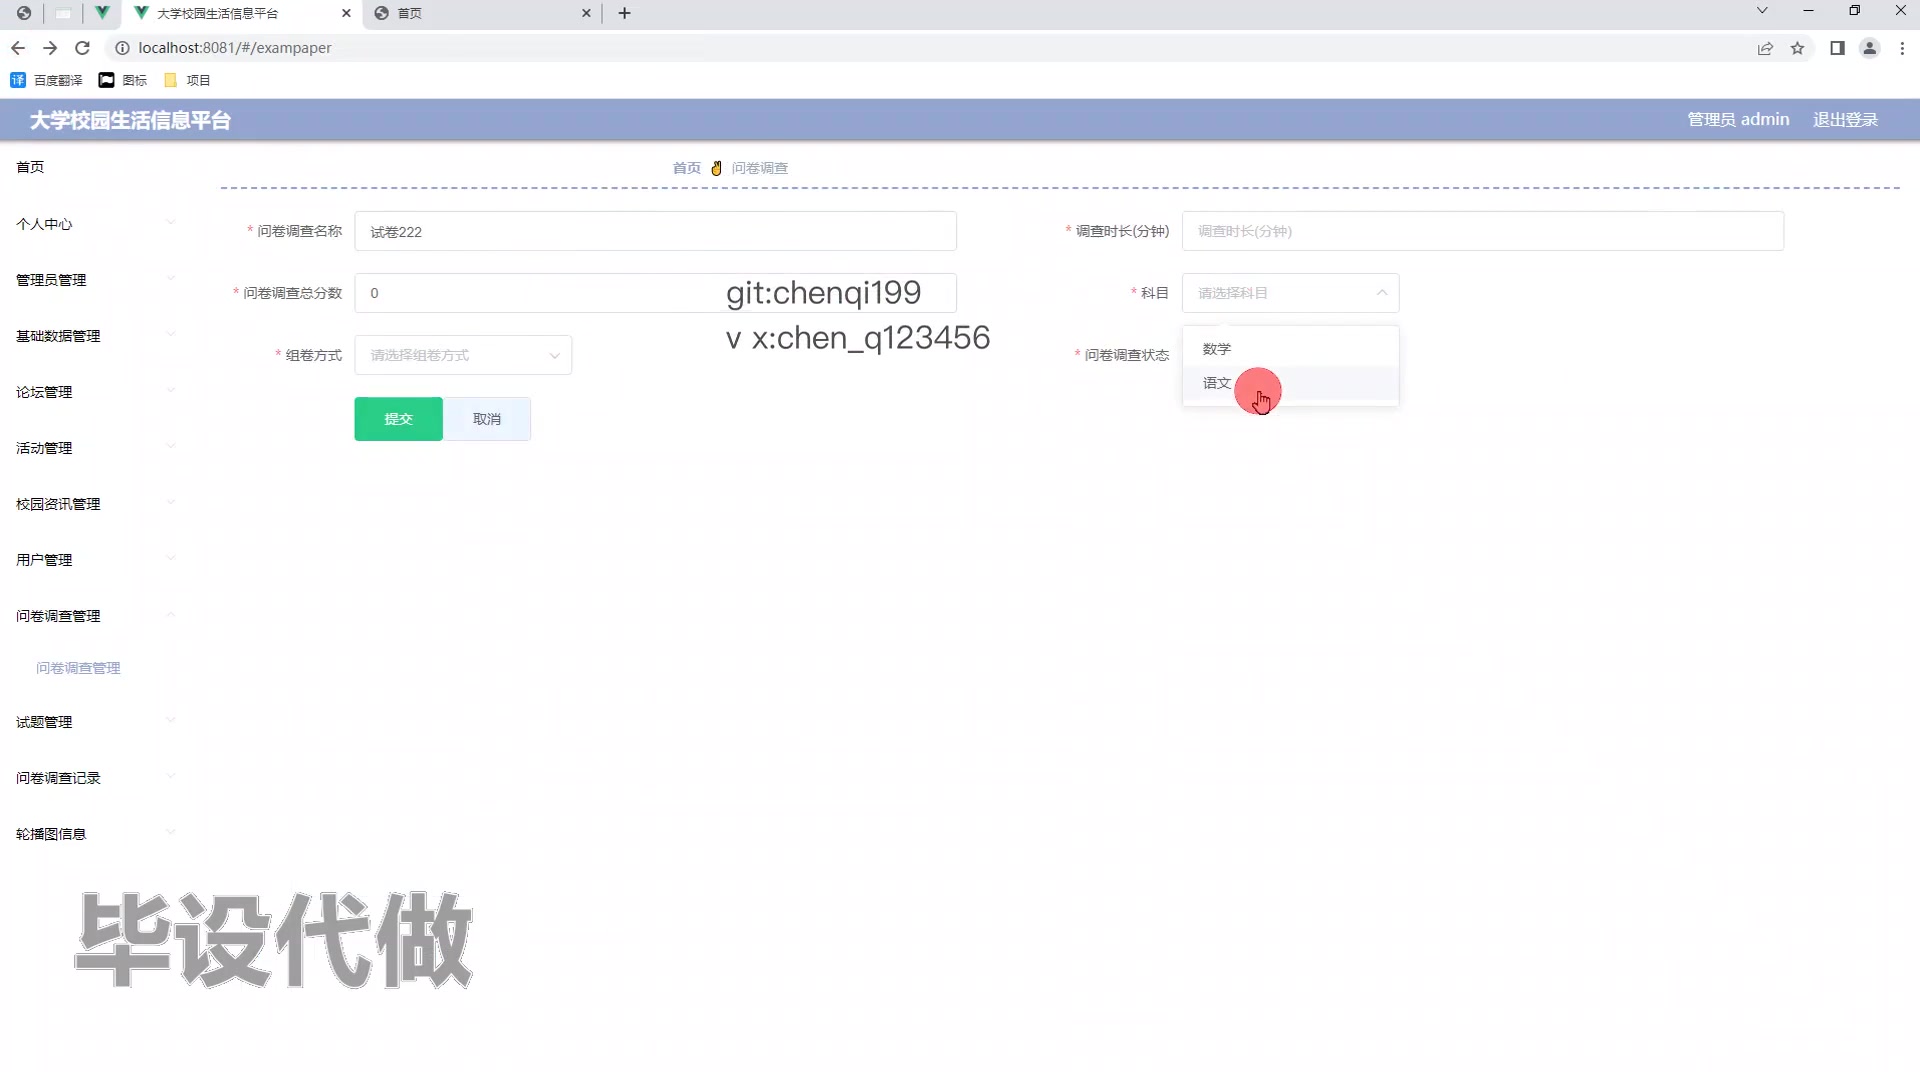 大学校园生活信息平台
首页
localhost:8081/#/exampaper
百度翻译
图标
项目
大学校园生活信息平台
管理员 admin
退出登录
首页
首页 ✌ 问卷调查
个人中心
* 问卷调查名称
试卷222
* 调查时长(分钟)
调查时长(分钟)
管理员管理
* 问卷调查总分数
0
* 科目
请选择科目
git:chenqi199
v x:chen_q123456
基础数据管理
* 组卷方式
请选择组卷方式
* 问卷调查状态
数学
语文
论坛管理
提交
取消
活动管理
校园资讯管理
用户管理
问卷调查管理
问卷调查管理
试题管理
问卷调查记录
轮播图信息
毕设代做